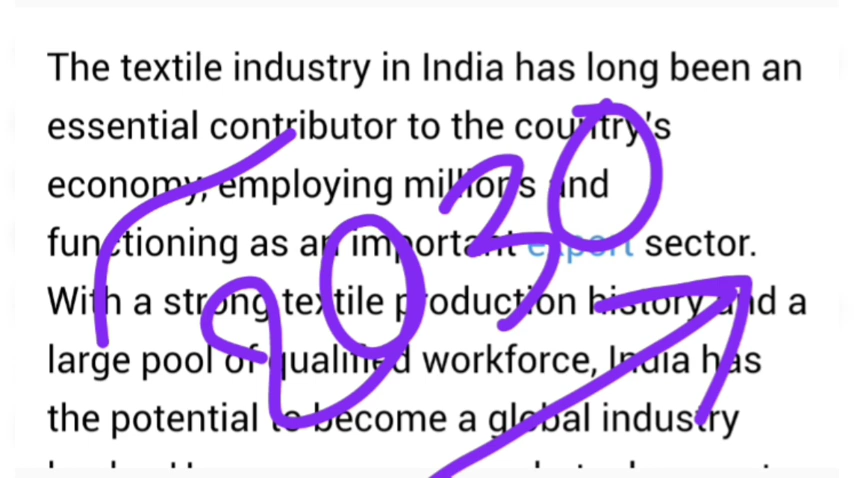 The textile industry in India has long been an
essential contributor to the country's
economy, employing millions and
functioning as an important export sector.
With a strong textile production history and a
large pool of qualified workforce, India has
the potential to become a global industry
2030